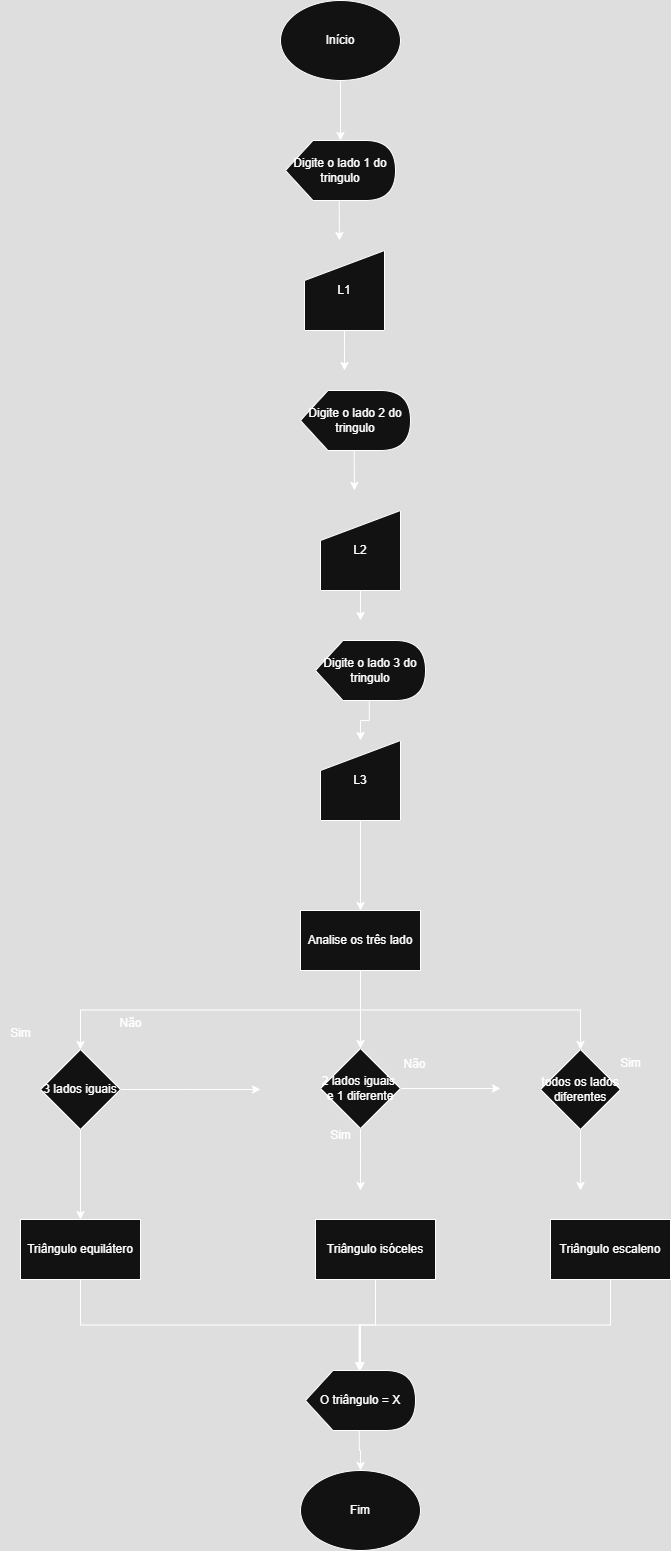 Início
Digite o lado 1 do
tringulo
L1
Digite o lado 2 do
tringulo
L2
Digite o lado 3 do
tringulo
L3
Analise os três lado
Sim
Não
3 lados iguais
2 lados iguais
e 1 diferente
Não
Sim
todos os lados
diferentes
Sim
Triângulo equilátero
Triângulo isóceles
Triângulo escaleno
O triângulo = X
Fim